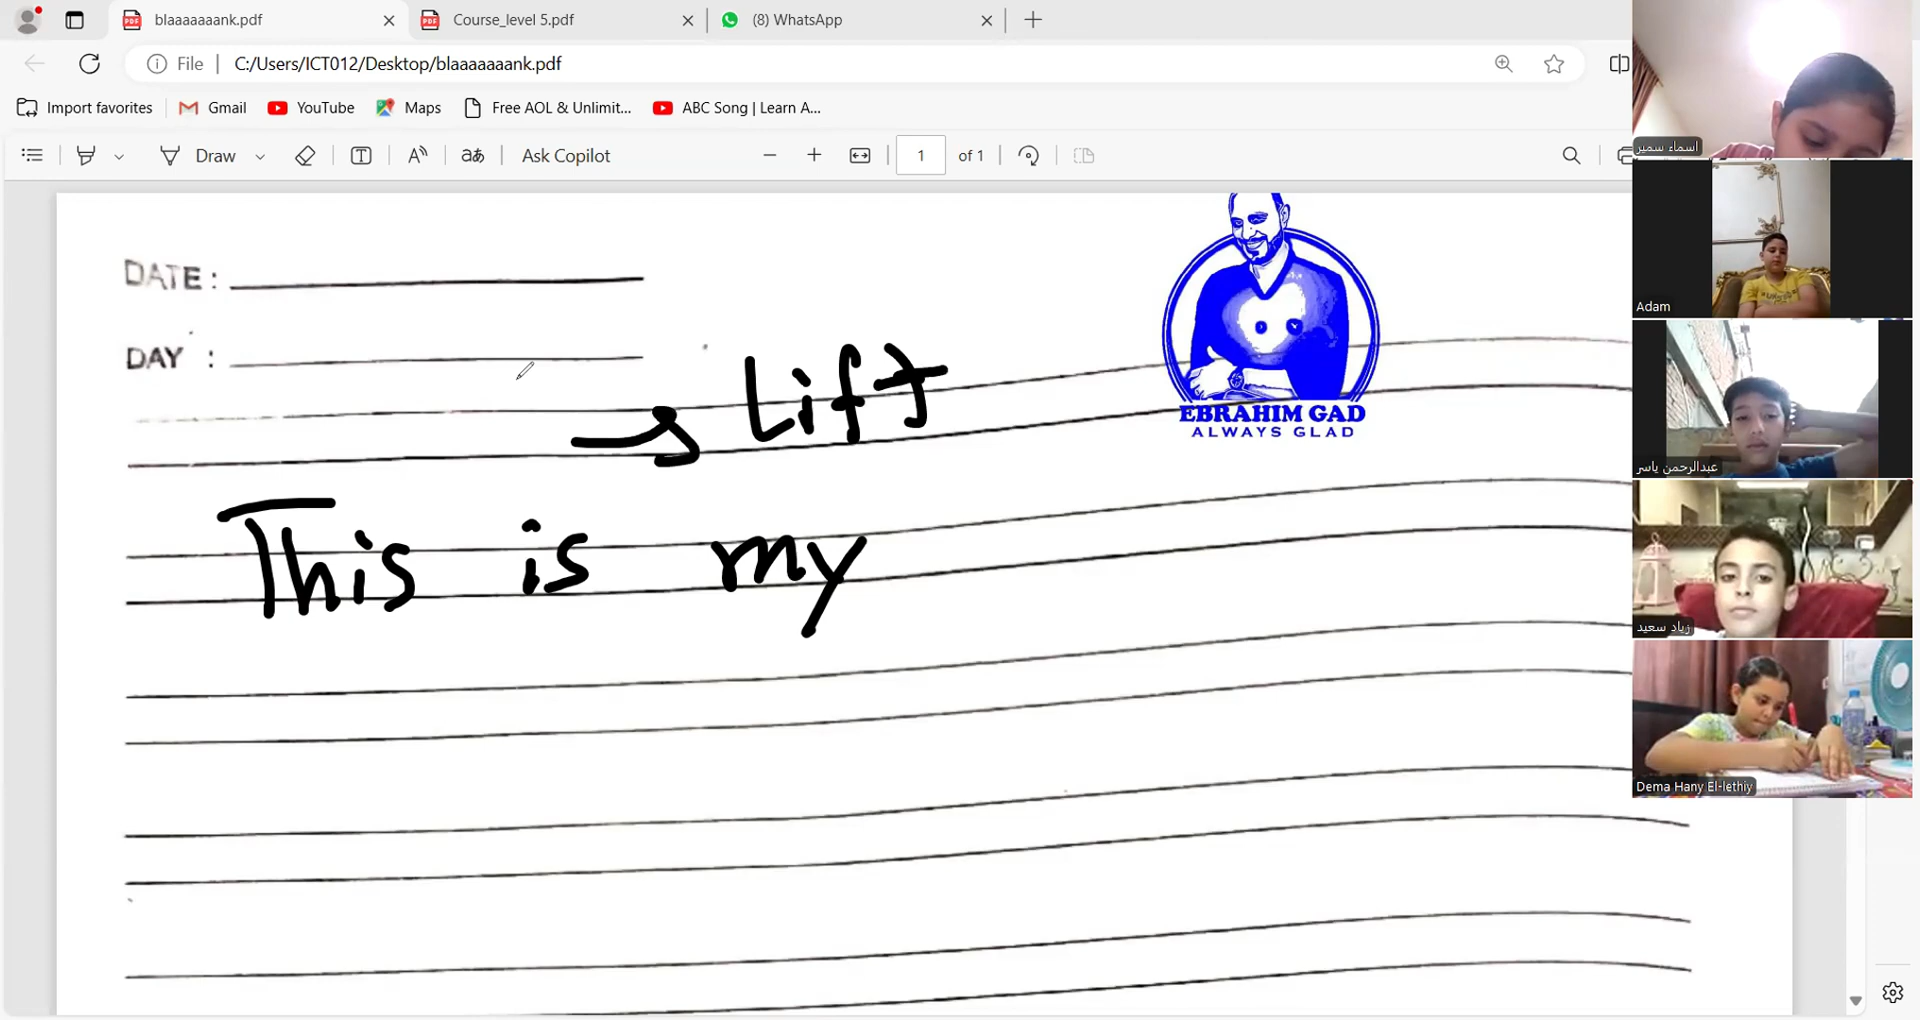 blaaaaaaank.pdf
Course_level 5.pdf
(8) WhatsApp
File
C:/Users/ICT012/Desktop/blaaaaaaank.pdf
Import favorites
Gmail
YouTube
Maps
Free AOL & Unlimit...
ABC Song | Learn A...
Draw
Ask Copilot
1
of 1
DATE :
DAY :
Lift
EBRAHIM GAD
ALWAYS GLAD
This is my
اسماء سمير
Adam
عبدالرحمن ياسر
زياد سعيد
Dema Hany El-lethiy